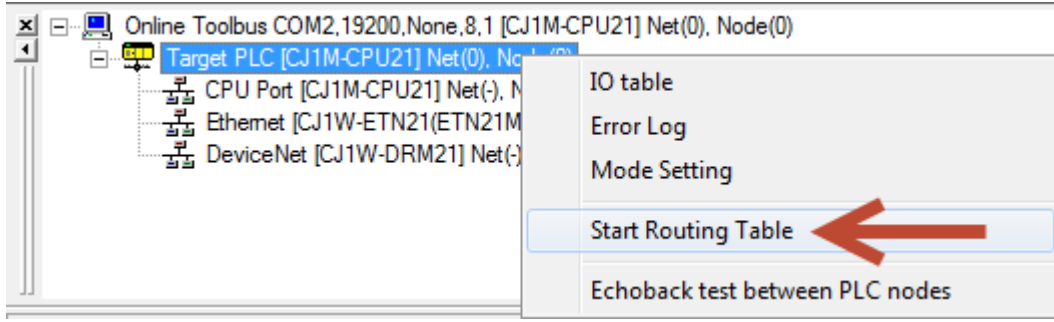 Online Toolbus COM2,19200,None,8,1 [CJ1M-CPU21] Net(0), Node(0)
Target PLC [CJ1M-CPU21] Net(0),
CPU Port [CJ1M-CPU21] Net(-),
Ethernet [CJ1W-ETN21(ETN21M
DeviceNet [CJ1W-DRM21] Net(-)
IO table
Error Log
Mode Setting
Start Routing Table
Echoback test between PLC nodes